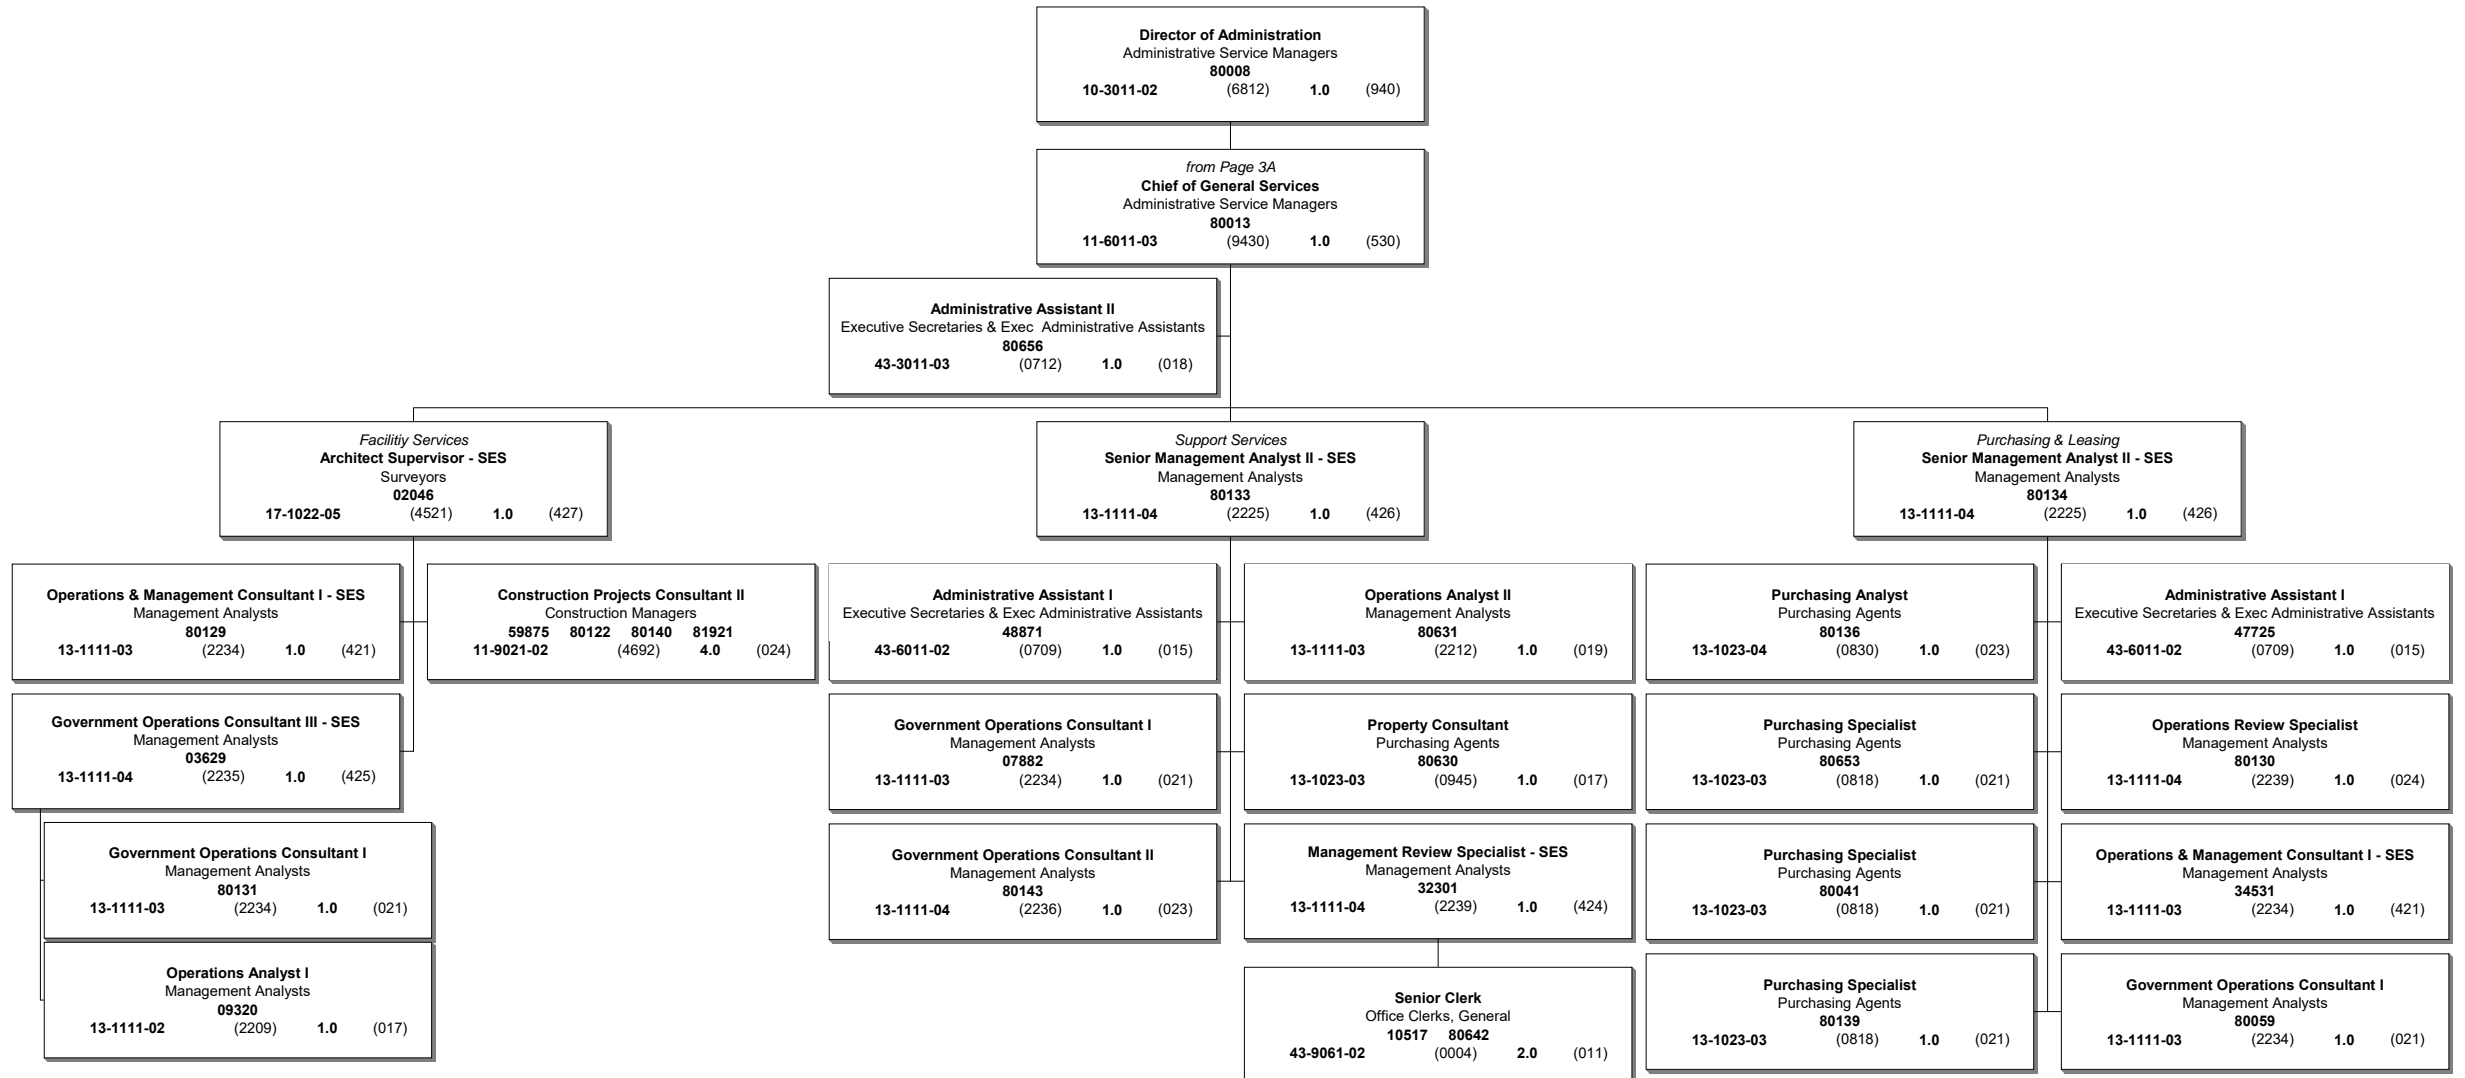 Director of Administration
Administrative Service Managers
80008
10-3011-02 (6812) 1.0 (940)
from Page 3A
Chief of General Services
Administrative Service Managers
80013
11-6011-03 (9430) 1.0 (530)
Administrative Assistant II
Executive Secretaries & Exec Administrative Assistants
80656
43-3011-03 (0712) 1.0 (018)
Facilitiy Services
Architect Supervisor - SES
Surveyors
02046
17-1022-05 (4521) 1.0 (427)
Support Services
Senior Management Analyst II - SES
Management Analysts
80133
13-1111-04 (2225) 1.0 (426)
Purchasing & Leasing
Senior Management Analyst II - SES
Management Analysts
80134
13-1111-04 (2225) 1.0 (426)
Operations & Management Consultant I - SES
Management Analysts
80129
13-1111-03 (2234) 1.0 (421)
Construction Projects Consultant II
Construction Managers
59875 80122 80140 81921
11-9021-02 (4692) 4.0 (024)
Administrative Assistant I
Executive Secretaries & Exec Administrative Assistants
48871
43-6011-02 (0709) 1.0 (015)
Operations Analyst II
Management Analysts
80631
13-1111-03 (2212) 1.0 (019)
Purchasing Analyst
Purchasing Agents
80136
13-1023-04 (0830) 1.0 (023)
Administrative Assistant I
Executive Secretaries & Exec Administrative Assistants
47725
43-6011-02 (0709) 1.0 (015)
Government Operations Consultant III - SES
Management Analysts
03629
13-1111-04 (2235) 1.0 (425)
Government Operations Consultant I
Management Analysts
07882
13-1111-03 (2234) 1.0 (021)
Property Consultant
Purchasing Agents
80630
13-1023-03 (0945) 1.0 (017)
Purchasing Specialist
Purchasing Agents
80653
13-1023-03 (0818) 1.0 (021)
Operations Review Specialist
Management Analysts
80130
13-1111-04 (2239) 1.0 (024)
Government Operations Consultant I
Management Analysts
80131
13-1111-03 (2234) 1.0 (021)
Government Operations Consultant II
Management Analysts
80143
13-1111-04 (2236) 1.0 (023)
Management Review Specialist - SES
Management Analysts
32301
13-1111-04 (2239) 1.0 (424)
Purchasing Specialist
Purchasing Agents
80041
13-1023-03 (0818) 1.0 (021)
Operations & Management Consultant I - SES
Management Analysts
34531
13-1111-03 (2234) 1.0 (421)
Operations Analyst I
Management Analysts
09320
13-1111-02 (2209) 1.0 (017)
Senior Clerk
Office Clerks, General
10517 80642
43-9061-02 (0004) 2.0 (011)
Purchasing Specialist
Purchasing Agents
80139
13-1023-03 (0818) 1.0 (021)
Government Operations Consultant I
Management Analysts
80059
13-1111-03 (2234) 1.0 (021)